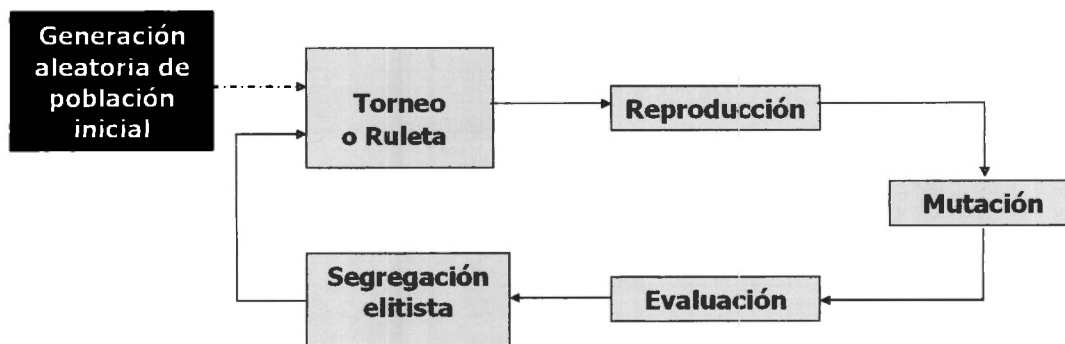 Generación
aleatoria de
población
inicial
Torneo
o Ruleta
Reproducción
Mutación
Evaluación
Segregación
elitista